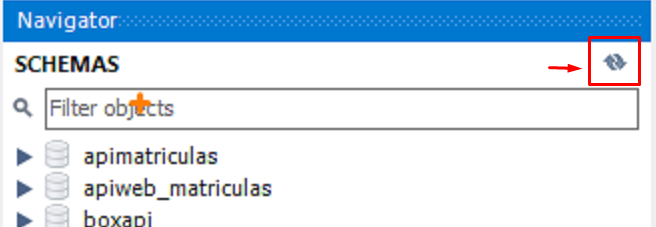 Navigator
SCHEMAS
Filter objects
apimatriculas
apiweb_matriculas
boxapi